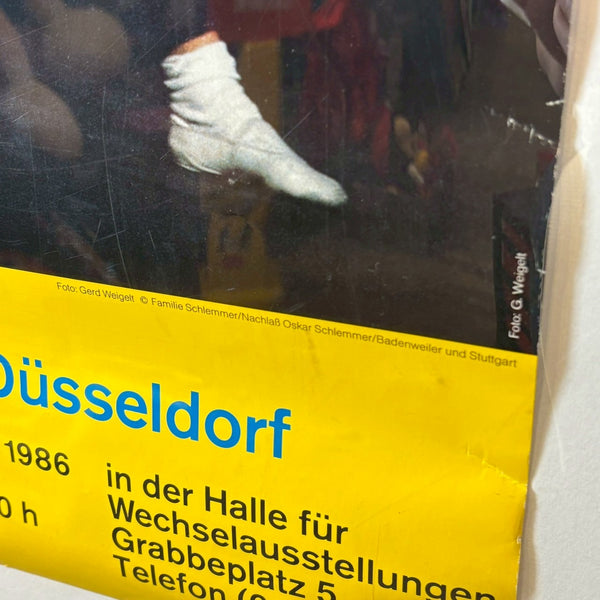 Foto: G. Weigelt
Foto: Gerd Weigelt © Familie Schlemmer/Nachlaß Oskar Schlemmer/Badenweiler und Stuttgart
Düsseldorf
1986
0 h
in der Halle für
Wechselausstellungen
Grabbeplatz 5
Telefon